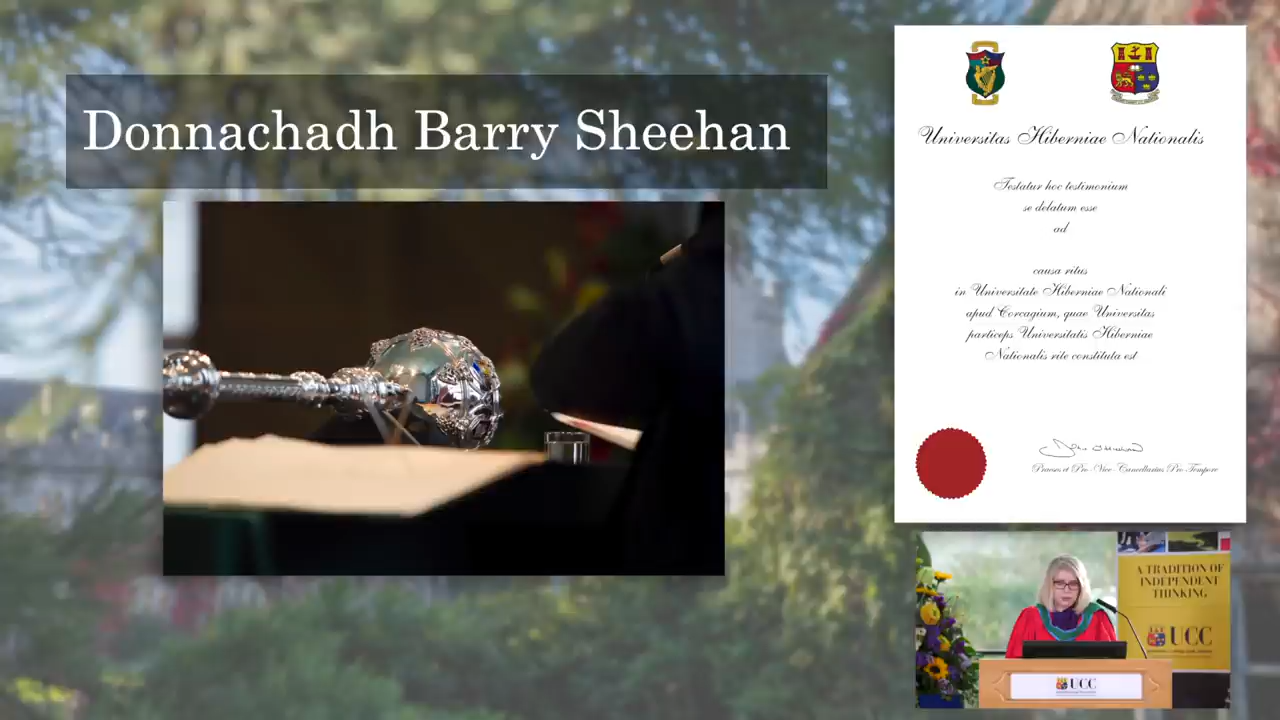 Donnachadh Barry Sheehan
Universitas Hiberniae Nationalis
Testatur hoc testimonium
se delatum esse
ad
causa ritus
in Universitate Hiberniae Nationali
apud Corcagium, quae Universitas
particeps Universitatis Hiberniae
Nationalis rite constituta est
Praeses et Pro-Vice-Cancellarius Pro-Tempore
A TRADITION OF
INDEPENDENT
THINKING
UCC
UCC